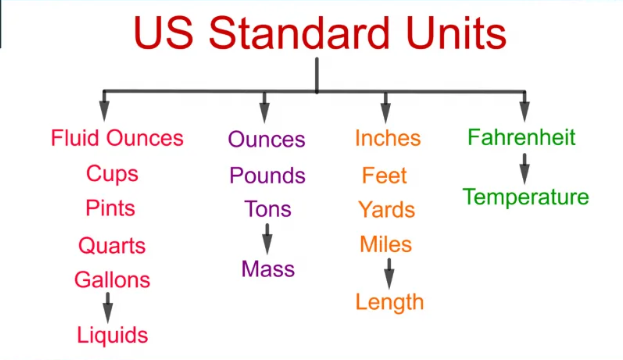 US Standard Units
Fluid Ounces
Cups
Pints
Quarts
Gallons
Liquids
Ounces
Pounds
Tons
Mass
Inches
Feet
Yards
Miles
Length
Fahrenheit
Temperature